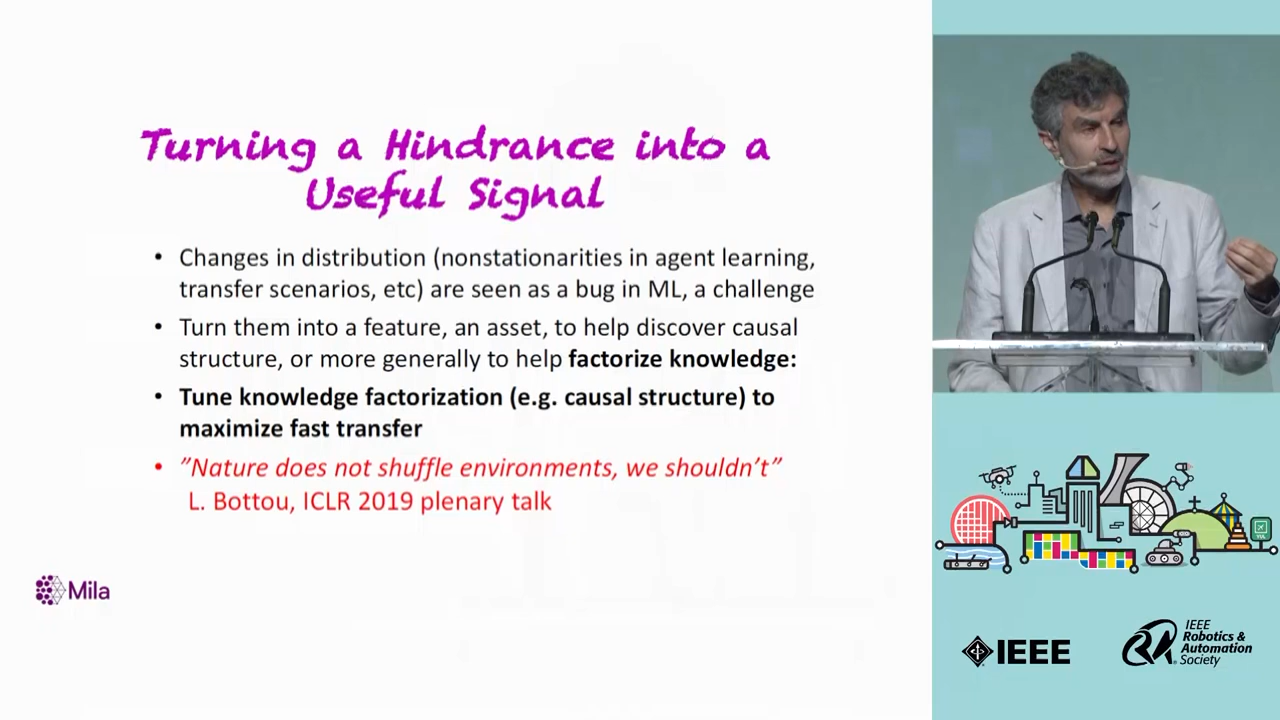 Turning a Hindrance into a
Useful Signal
• Changes in distribution (nonstationarities in agent learning,
transfer scenarios, etc) are seen as a bug in ML, a challenge
• Turn them into a feature, an asset, to help discover causal
structure, or more generally to help factorize knowledge:
• Tune knowledge factorization (e.g. causal structure) to
maximize fast transfer
• ”Nature does not shuffle environments, we shouldn’t”
L. Bottou, ICLR 2019 plenary talk
Mila
YUL
IEEE
IEEE
Robotics &
Automation
Society